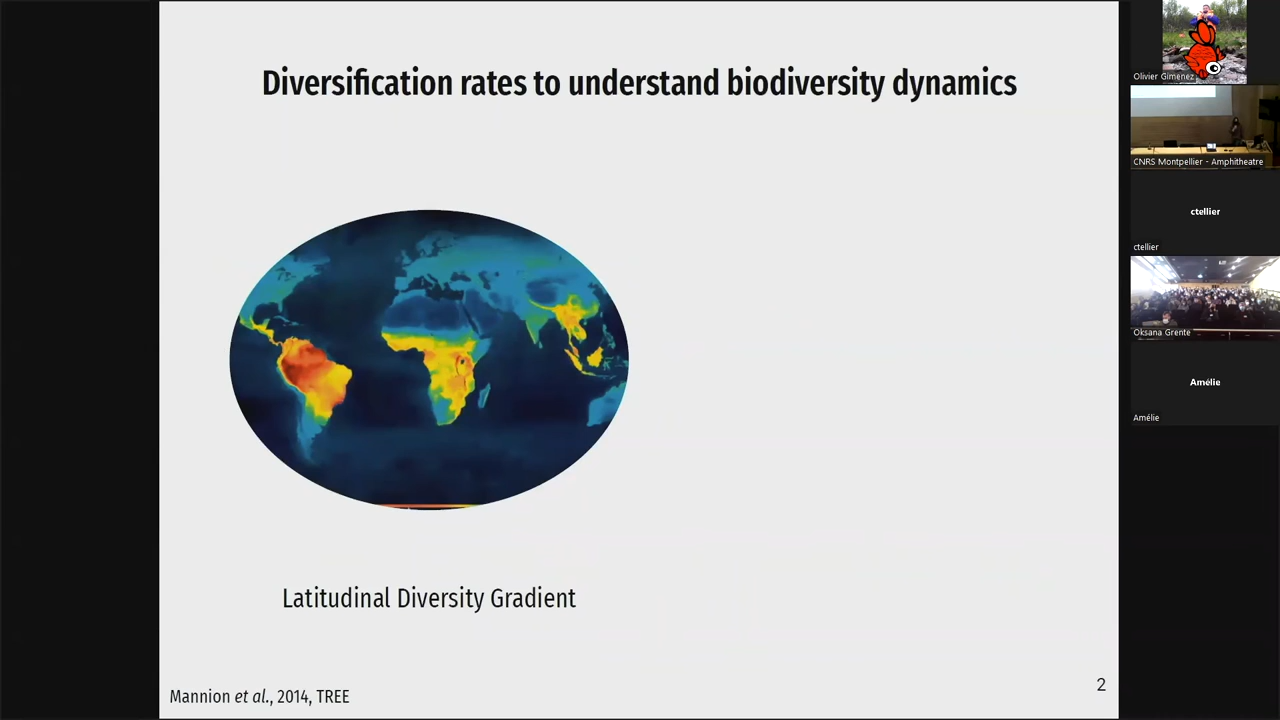 Diversification rates to understand biodiversity dynamics
Latitudinal Diversity Gradient
Mannion et al., 2014, TREE
2
Olivier Gimenez
CNRS Montpellier - Amphitheatre
ctellier
ctellier
Oksana Grente
Amélie
Amélie